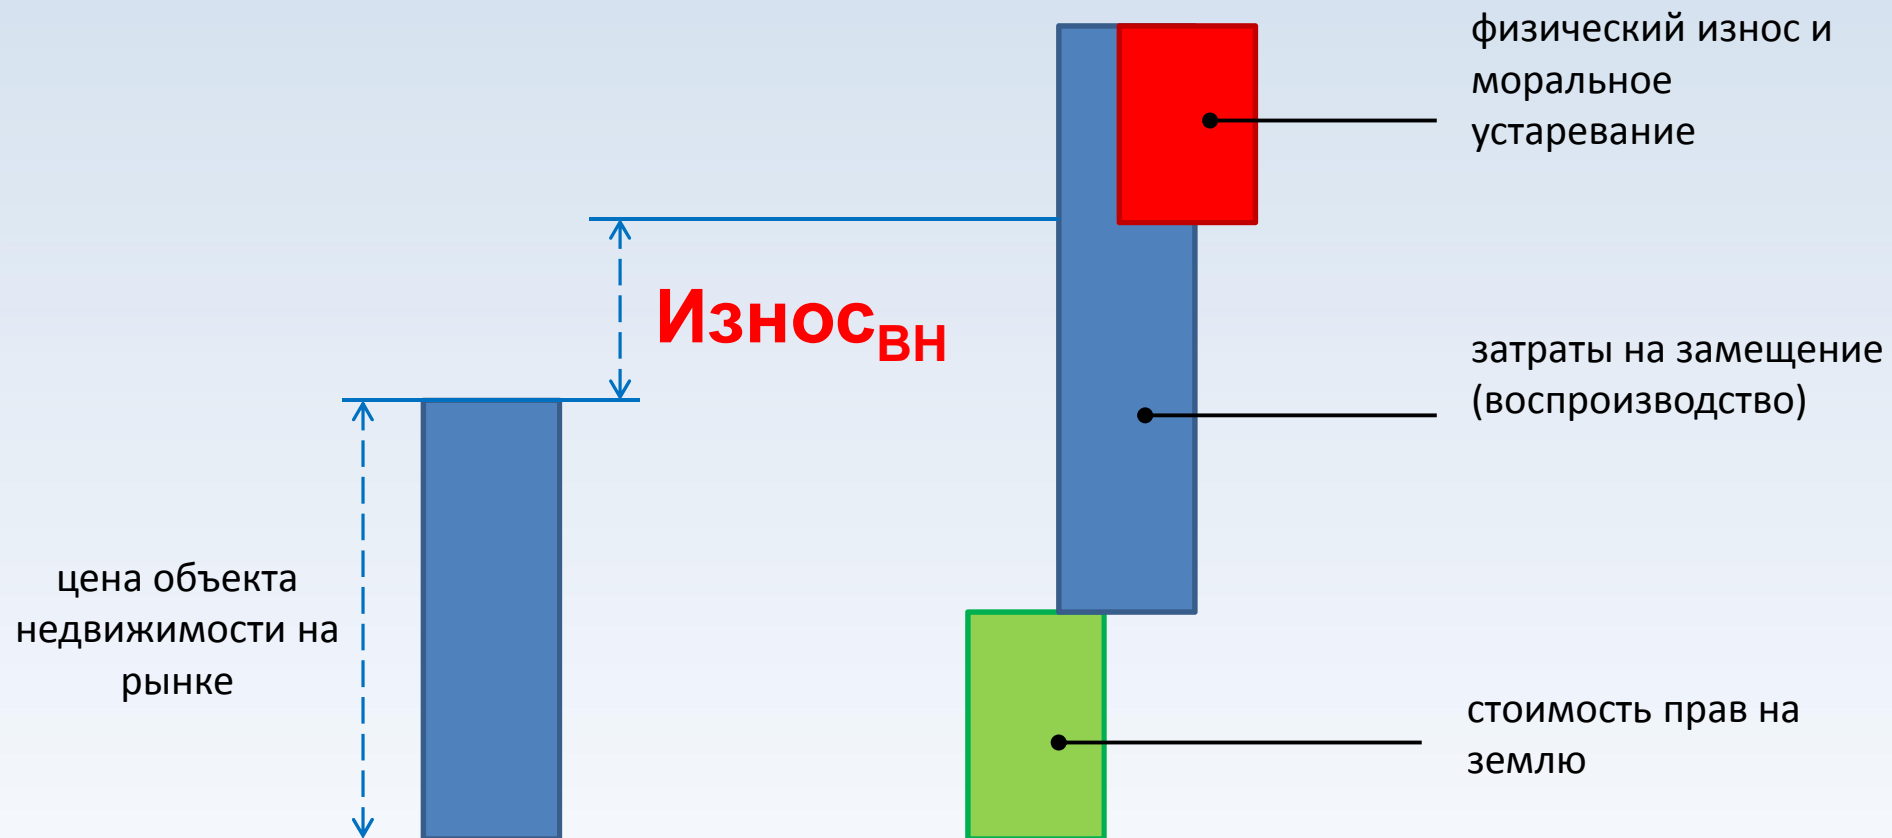 физический износ и
моральное
устаревание
ИзносВН
затраты на замещение
(воспроизводство)
цена объекта
недвижимости на
рынке
стоимость прав на
землю